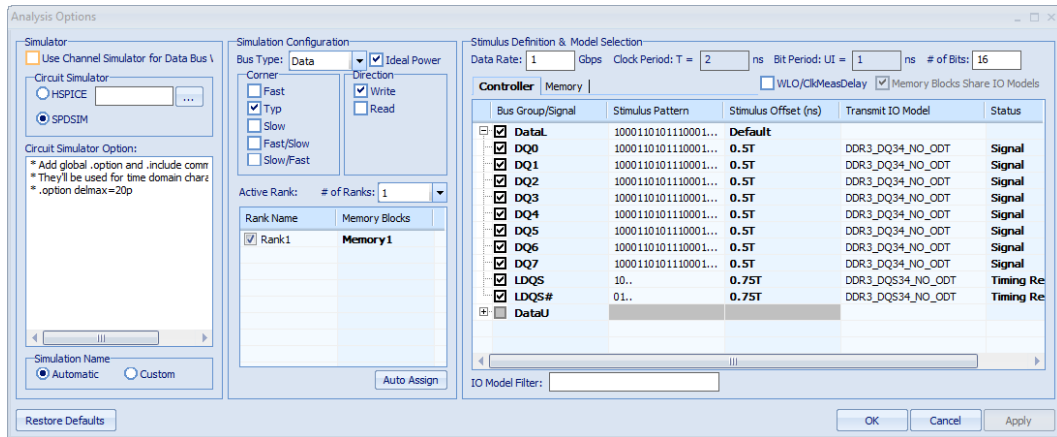 Analysis Options
Simulator
Use Channel Simulator for Data Bus
Circuit Simulator
HSPICE
...
SPDSIM
Circuit Simulator Option:
* Add global .option and .include comm
* They'll be used for time domain chara
* .option delmax=20p
Simulation Name
Automatic Custom
Simulation Configuration
Bus Type: Data Ideal Power
Corner
Fast
Typ
Slow
Fast/Slow
Slow/Fast
Direction
Write
Read
Active Rank: # of Ranks: 1
Rank Name Memory Blocks
Rank1 Memory1
Auto Assign
Stimulus Definition & Model Selection
Data Rate: 1 Gbps Clock Period: T = 2 ns Bit Period: UI = 1 ns # of Bits: 16
WLO/ClkMeasDelay Memory Blocks Share IO Models
Controller Memory
Bus Group/Signal Stimulus Pattern Stimulus Offset (ns) Transmit IO Model Status
DataL 1000110101110001... Default
DQ0 1000110101110001... 0.5T DDR3_DQ34_NO_ODT Signal
DQ1 1000110101110001... 0.5T DDR3_DQ34_NO_ODT Signal
DQ2 1000110101110001... 0.5T DDR3_DQ34_NO_ODT Signal
DQ3 1000110101110001... 0.5T DDR3_DQ34_NO_ODT Signal
DQ4 1000110101110001... 0.5T DDR3_DQ34_NO_ODT Signal
DQ5 1000110101110001... 0.5T DDR3_DQ34_NO_ODT Signal
DQ6 1000110101110001... 0.5T DDR3_DQ34_NO_ODT Signal
DQ7 1000110101110001... 0.5T DDR3_DQ34_NO_ODT Signal
LDQS 10.. 0.75T DDR3_DQS34_NO_ODT Timing Re
LDQS# 01.. 0.75T DDR3_DQS34_NO_ODT Timing Re
DataU
IO Model Filter:
Restore Defaults
OK Cancel Apply